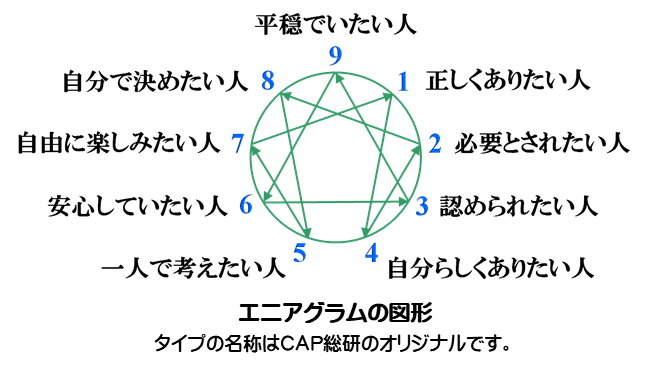 平穏でいたい人
9
自分で決めたい人 8
1 正しくありたい人
自由に楽しみたい人 7
2 必要とされたい人
安心していたい人 6
3 認められたい人
5
一人で考えたい人
4
自分らしくありたい人
エニアグラムの図形
タイプの名称はCAP総研のオリジナルです。